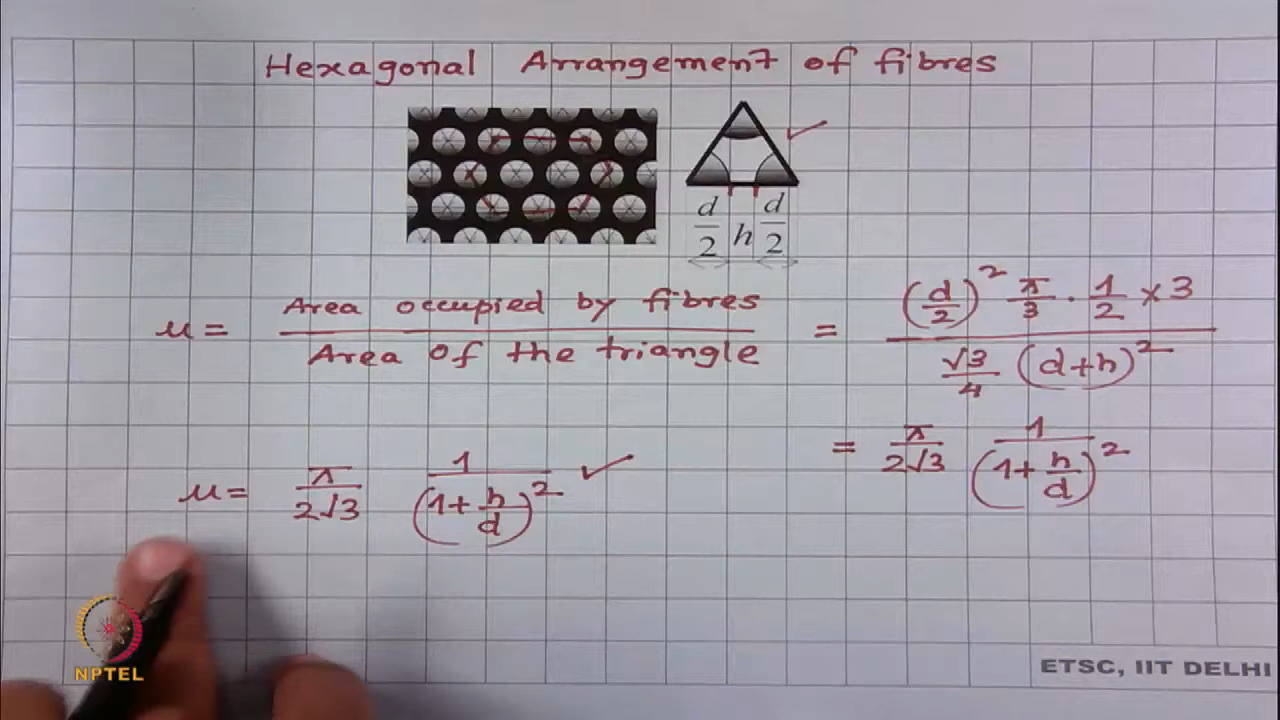 Hexagonal Arrangement of fibres
d/2 h d/2
μ = Area occupied by fibres / Area of the triangle = (d/2)² π/3 · 1/2 × 3 / √3/4 (d+h)²
= π/2√3 1/(1+h/d)²
μ = π/2√3 1/(1+h/d)² ✓
NPTEL
ETSC, IIT DELHI